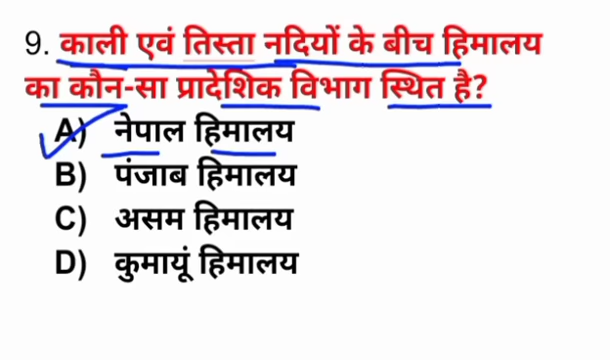 9. काली एवं तिस्ता नदियों के बीच हिमालय
का कौन-सा प्रादेशिक विभाग स्थित है?
A) नेपाल हिमालय
B) पंजाब हिमालय
C) असम हिमालय
D) कुमायूं हिमालय